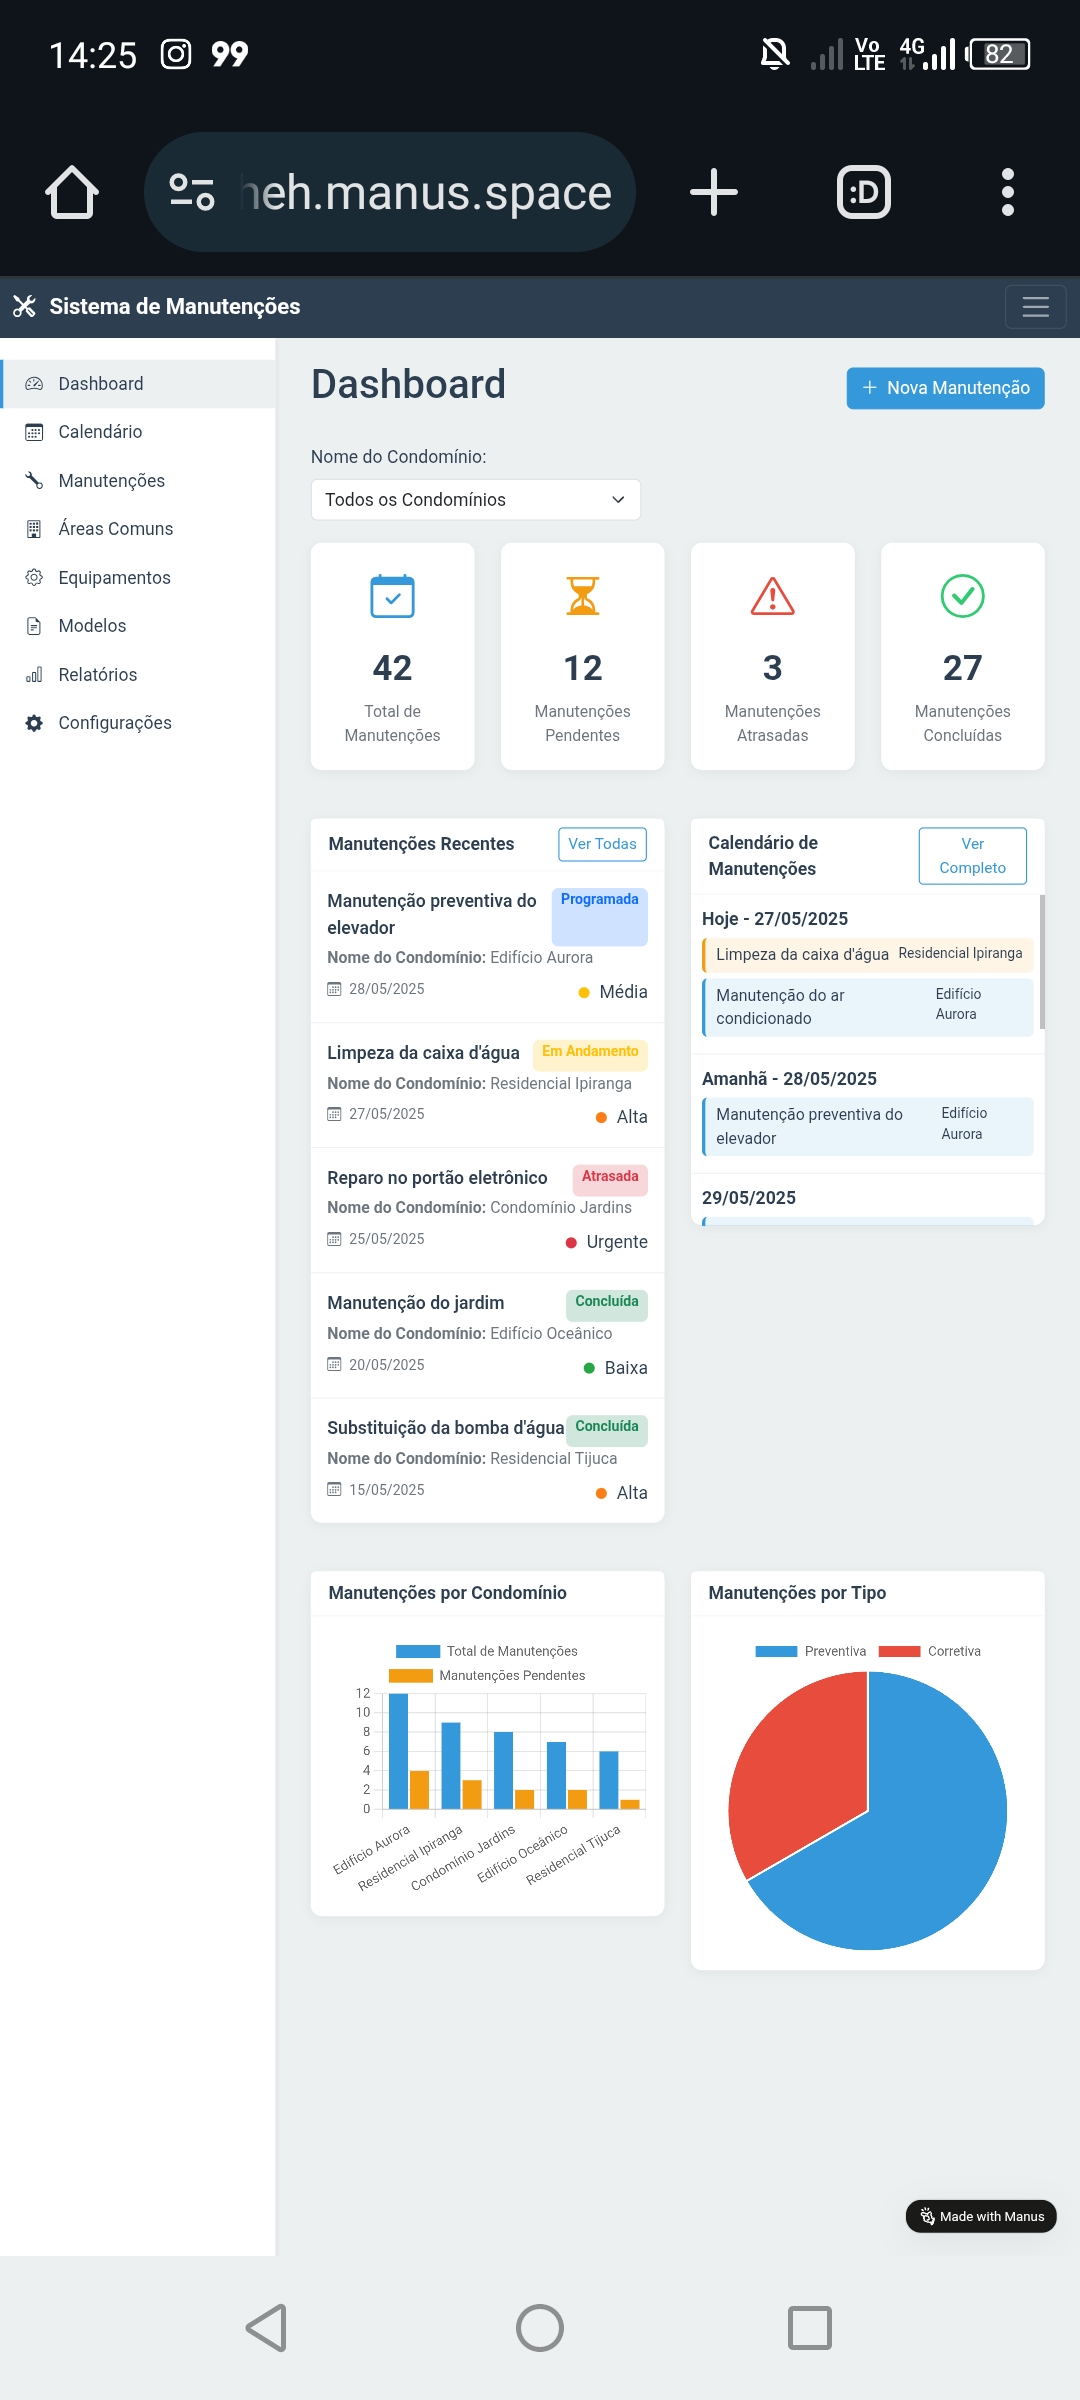 14:25 99 Vo LTE 4G 82
neh.manus.space :D
Sistema de Manutenções
Dashboard
Calendário
Manutenções
Áreas Comuns
Equipamentos
Modelos
Relatórios
Configurações
Dashboard
Nova Manutenção
Nome do Condomínio:
Todos os Condomínios
42
Total de
Manutenções
12
Manutenções
Pendentes
3
Manutenções
Atrasadas
27
Manutenções
Concluídas
Manutenções Recentes
Ver Todas
Manutenção preventiva do
elevador
Programada
Nome do Condomínio: Edifício Aurora
28/05/2025
Média
Limpeza da caixa d'água
Em Andamento
Nome do Condomínio: Residencial Ipiranga
27/05/2025
Alta
Reparo no portão eletrônico
Atrasada
Nome do Condomínio: Condomínio Jardins
25/05/2025
Urgente
Manutenção do jardim
Concluída
Nome do Condomínio: Edifício Oceânico
20/05/2025
Baixa
Substituição da bomba d'água
Concluída
Nome do Condomínio: Residencial Tijuca
15/05/2025
Alta
Calendário de
Manutenções
Ver
Completo
Hoje - 27/05/2025
Limpeza da caixa d'água
Residencial Ipiranga
Manutenção do ar
condicionado
Edifício
Aurora
Amanhã - 28/05/2025
Manutenção preventiva do
elevador
Edifício
Aurora
29/05/2025
Manutenções por Condomínio
Total de Manutenções
Manutenções Pendentes
12
10
8
6
4
2
0
Edifício Aurora
Residencial Ipiranga
Condomínio Jardins
Edifício Oceânico
Residencial Tijuca
Manutenções por Tipo
Preventiva
Corretiva
Made with Manus